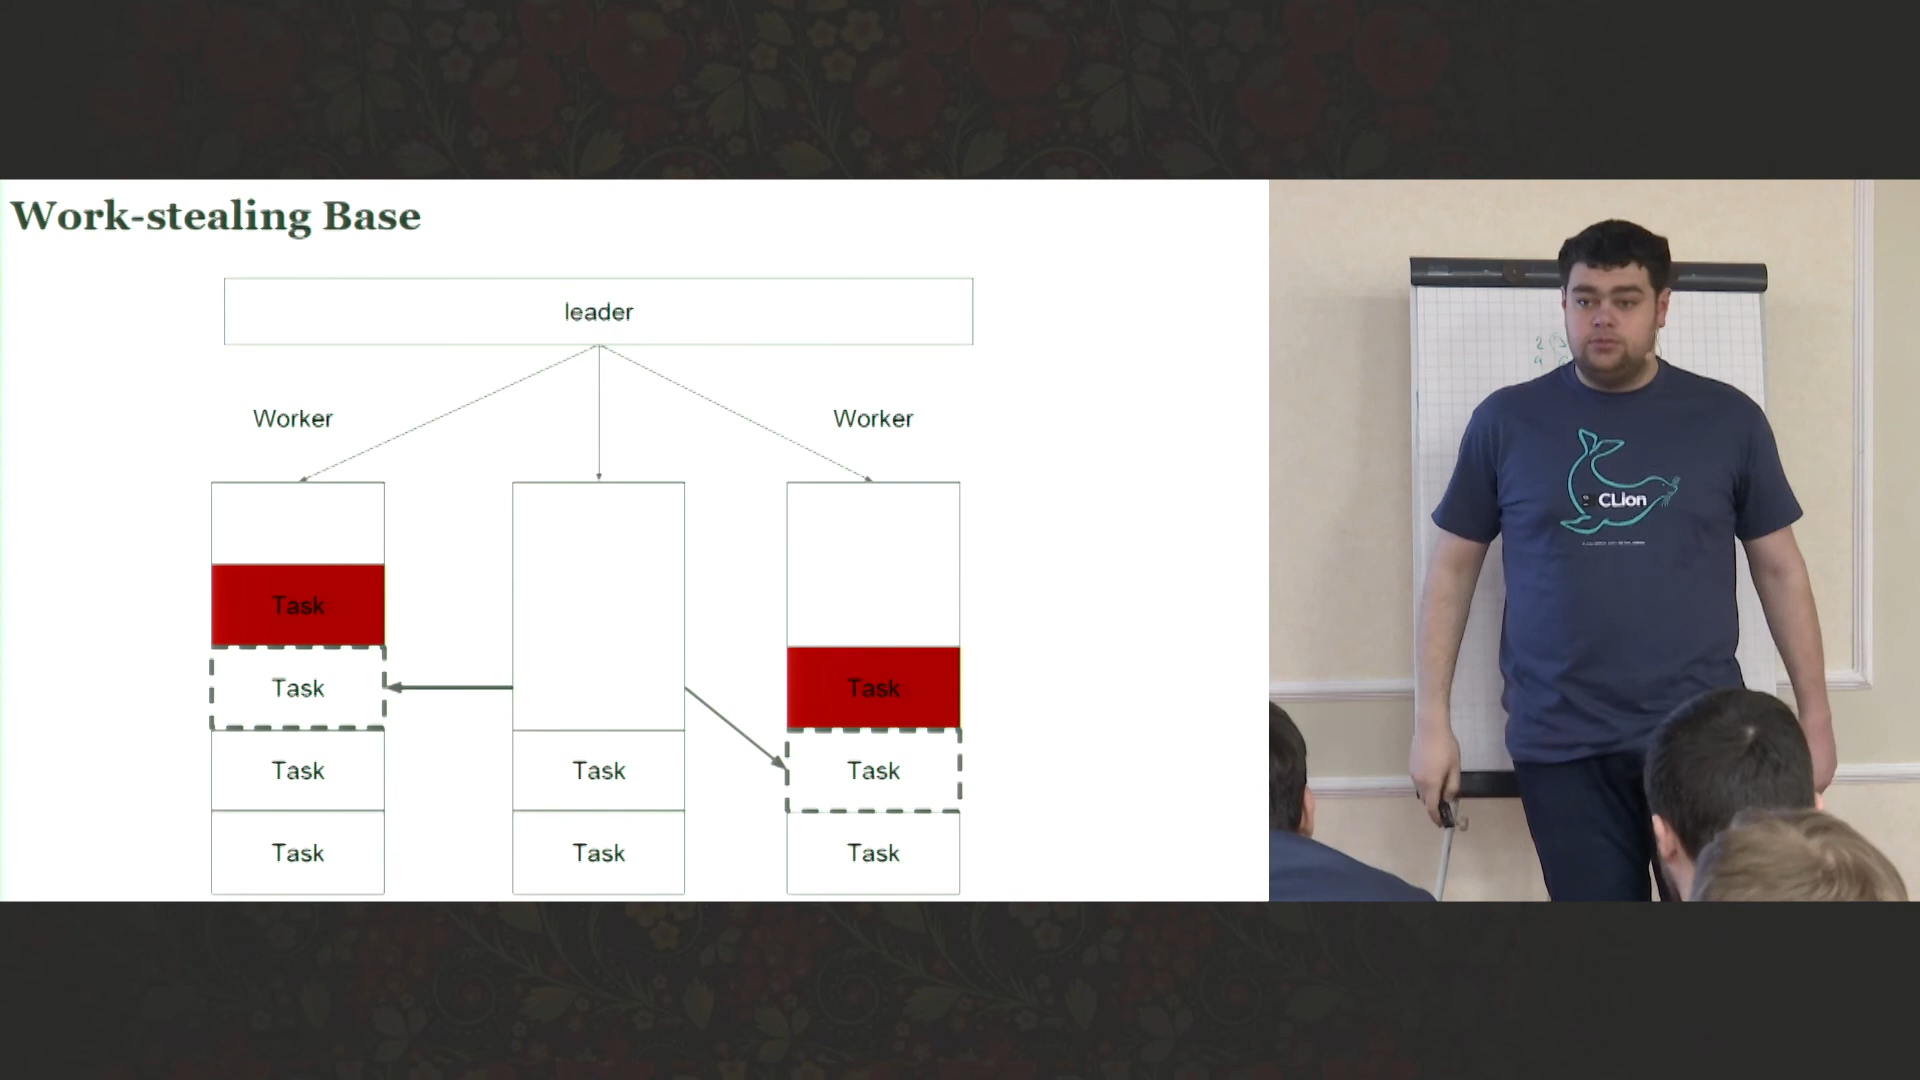 Work-stealing Base
leader
Worker
Worker
Task
Task
Task
Task
Task
Task
Task
Task
Task
CLion